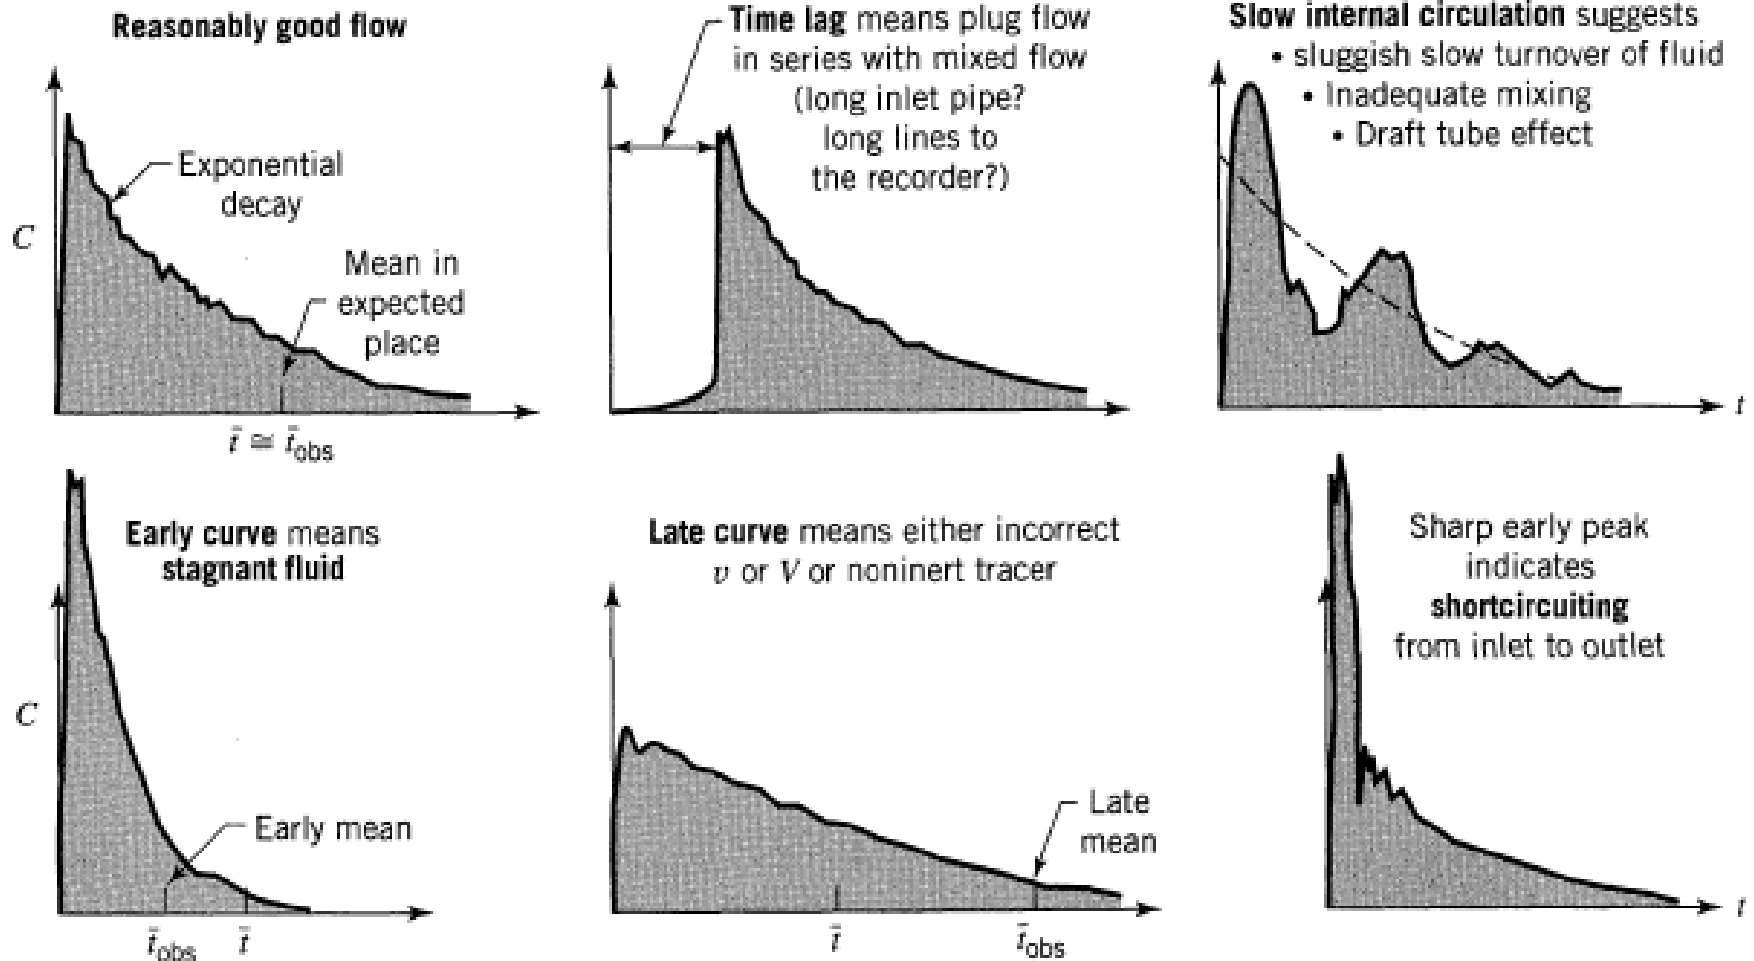 Reasonably good flow
Exponential
decay
Mean in
expected
place
C
t̄ ≅ t̄obs
Time lag means plug flow
in series with mixed flow
(long inlet pipe?
long lines to
the recorder?)
Slow internal circulation suggests
• sluggish slow turnover of fluid
• Inadequate mixing
• Draft tube effect
t
Early curve means
stagnant fluid
C
Early mean
t̄obs t̄
Late curve means either incorrect
v or V or noninert tracer
Late
mean
t̄ t̄obs
Sharp early peak
indicates
shortcircuiting
from inlet to outlet
t